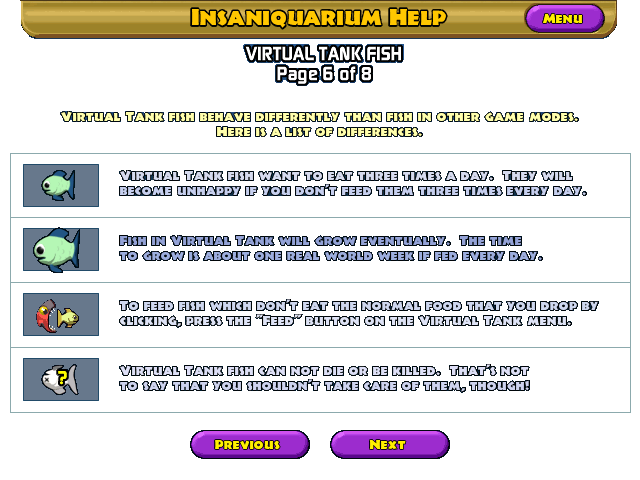 Insaniquarium Help
Menu
VIRTUAL TANK FISH
Page 6 of 8
Virtual Tank fish behave differently than fish in other game modes.
Here is a list of differences.
Virtual Tank fish want to eat three times a day. They will
become unhappy if you don't feed them three times every day.
Fish in Virtual Tank will grow eventually. The time
to grow is about one real world week if fed every day.
To feed fish which don't eat the normal food that you drop by
clicking, press the "Feed" button on the Virtual Tank menu.
?
Virtual Tank fish can not die or be killed. That's not
to say that you shouldn't take care of them, though!
Previous
Next